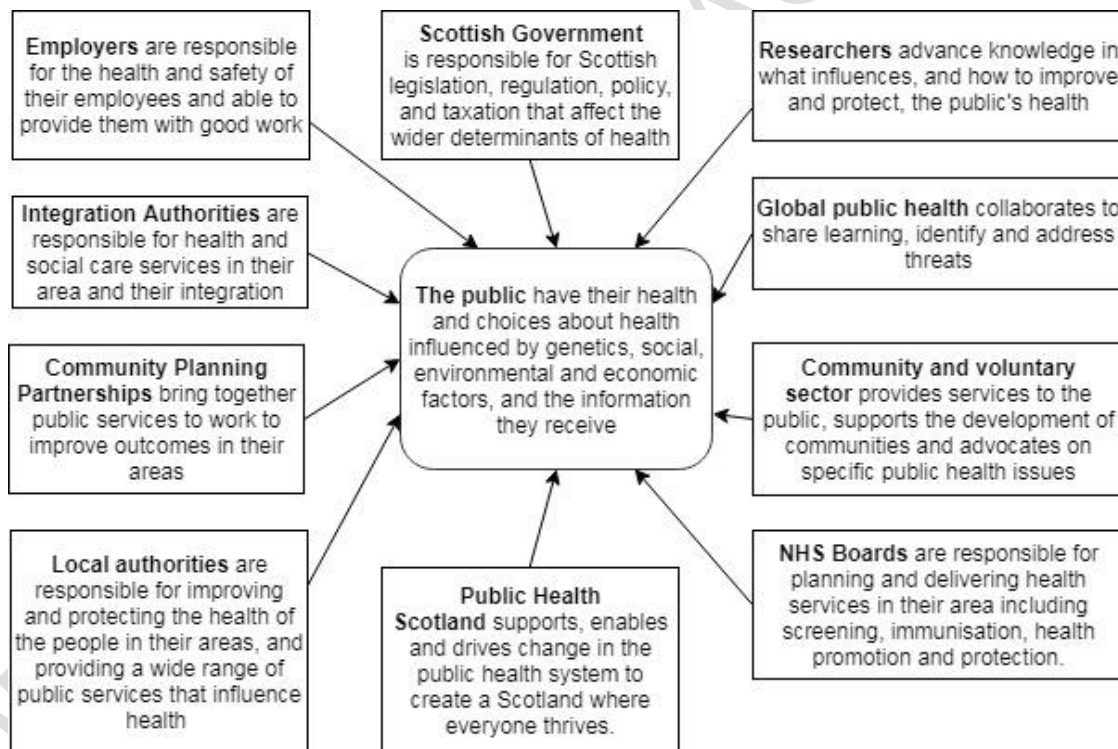 Employers are responsible
for the health and safety of
their employees and able to
provide them with good work
Scottish Government
is responsible for Scottish
legislation, regulation, policy,
and taxation that affect the
wider determinants of health
Researchers advance knowledge in
what influences, and how to improve
and protect, the public's health
Integration Authorities are
responsible for health and
social care services in their
area and their integration
Global public health collaborates to
share learning, identify and address
threats
The public have their health
and choices about health
influenced by genetics, social,
environmental and economic
factors, and the information
they receive
Community Planning
Partnerships bring together
public services to work to
improve outcomes in their
areas
Community and voluntary
sector provides services to the
public, supports the development of
communities and advocates on
specific public health issues
Local authorities are
responsible for improving
and protecting the health of
the people in their areas, and
providing a wide range of
public services that influence
health
Public Health
Scotland supports, enables
and drives change in the
public health system to
create a Scotland where
everyone thrives.
NHS Boards are responsible for
planning and delivering health
services in their area including
screening, immunisation, health
promotion and protection.